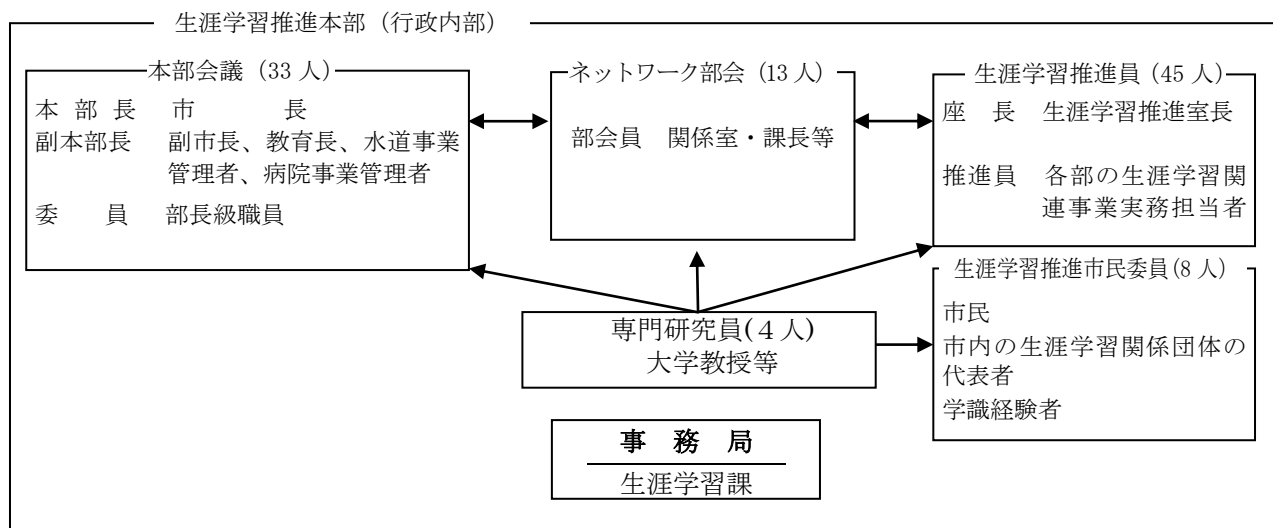 生涯学習推進本部(行政内部)
本部会議(33 人)
本 部 長 市 長
副本部長 副市長、教育長、水道事業
管理者、病院事業管理者
委 員 部長級職員
ネットワーク部会(13 人)
部会員 関係室・課長等
生涯学習推進員(45 人)
座 長 生涯学習推進室長
推進員 各部の生涯学習関
連事業実務担当者
専門研究員(４人)
大学教授等
生涯学習推進市民委員(8 人)
市民
市内の生涯学習関係団体の
代表者
学識経験者
事 務 局
生涯学習課